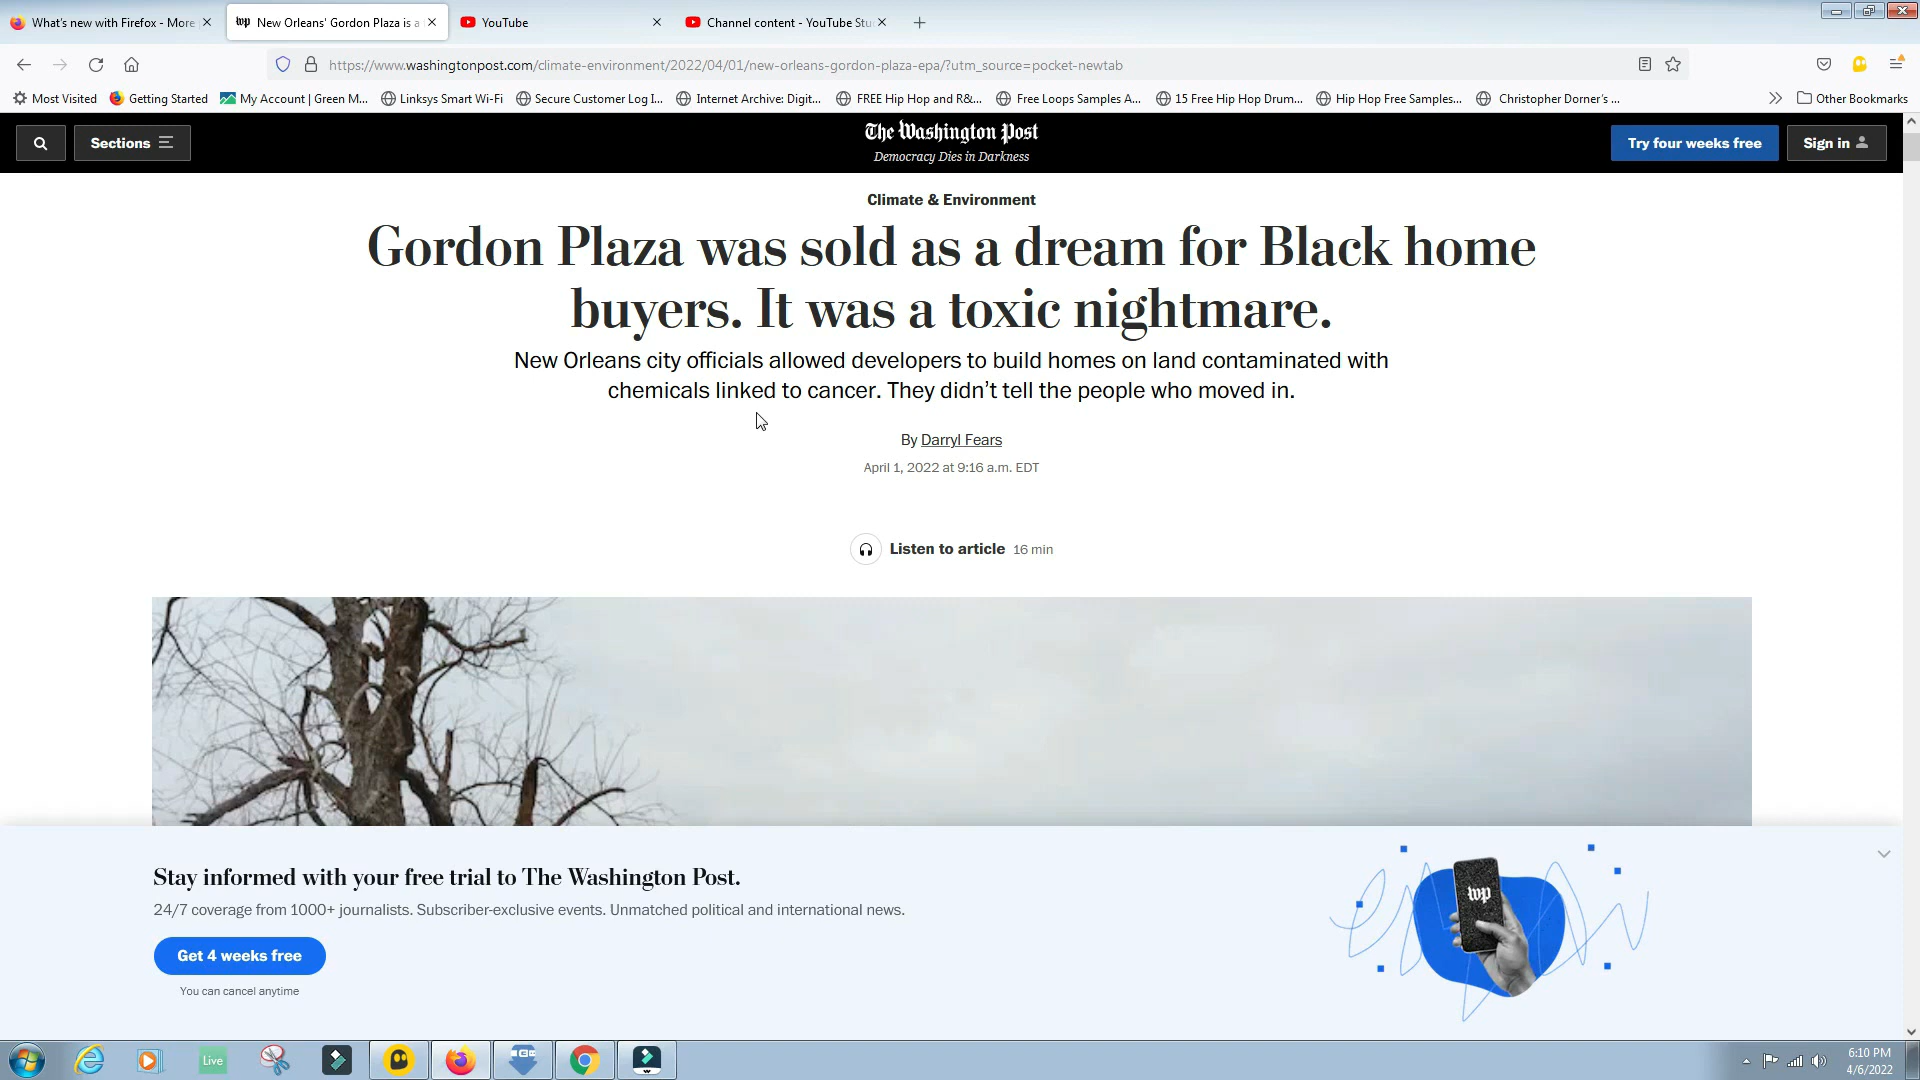 What's new with Firefox - More
New Orleans' Gordon Plaza is a
YouTube
Channel content - YouTube Stu
https://www.washingtonpost.com/climate-environment/2022/04/01/new-orleans-gordon-plaza-epa/?utm_source=pocket-newtab
Most Visited
Getting Started
My Account | Green M...
Linksys Smart Wi-Fi
Secure Customer Log I...
Internet Archive: Digit...
FREE Hip Hop and R&...
Free Loops Samples A...
15 Free Hip Hop Drum...
Hip Hop Free Samples...
Christopher Dorner's ...
Other Bookmarks
Sections
The Washington Post
Democracy Dies in Darkness
Try four weeks free
Sign in
Climate & Environment
Gordon Plaza was sold as a dream for Black home
buyers. It was a toxic nightmare.
New Orleans city officials allowed developers to build homes on land contaminated with
chemicals linked to cancer. They didn't tell the people who moved in.
By Darryl Fears
April 1, 2022 at 9:16 a.m. EDT
Listen to article 16 min
Stay informed with your free trial to The Washington Post.
24/7 coverage from 1000+ journalists. Subscriber-exclusive events. Unmatched political and international news.
Get 4 weeks free
You can cancel anytime
wp
Live
6:10 PM
4/6/2022